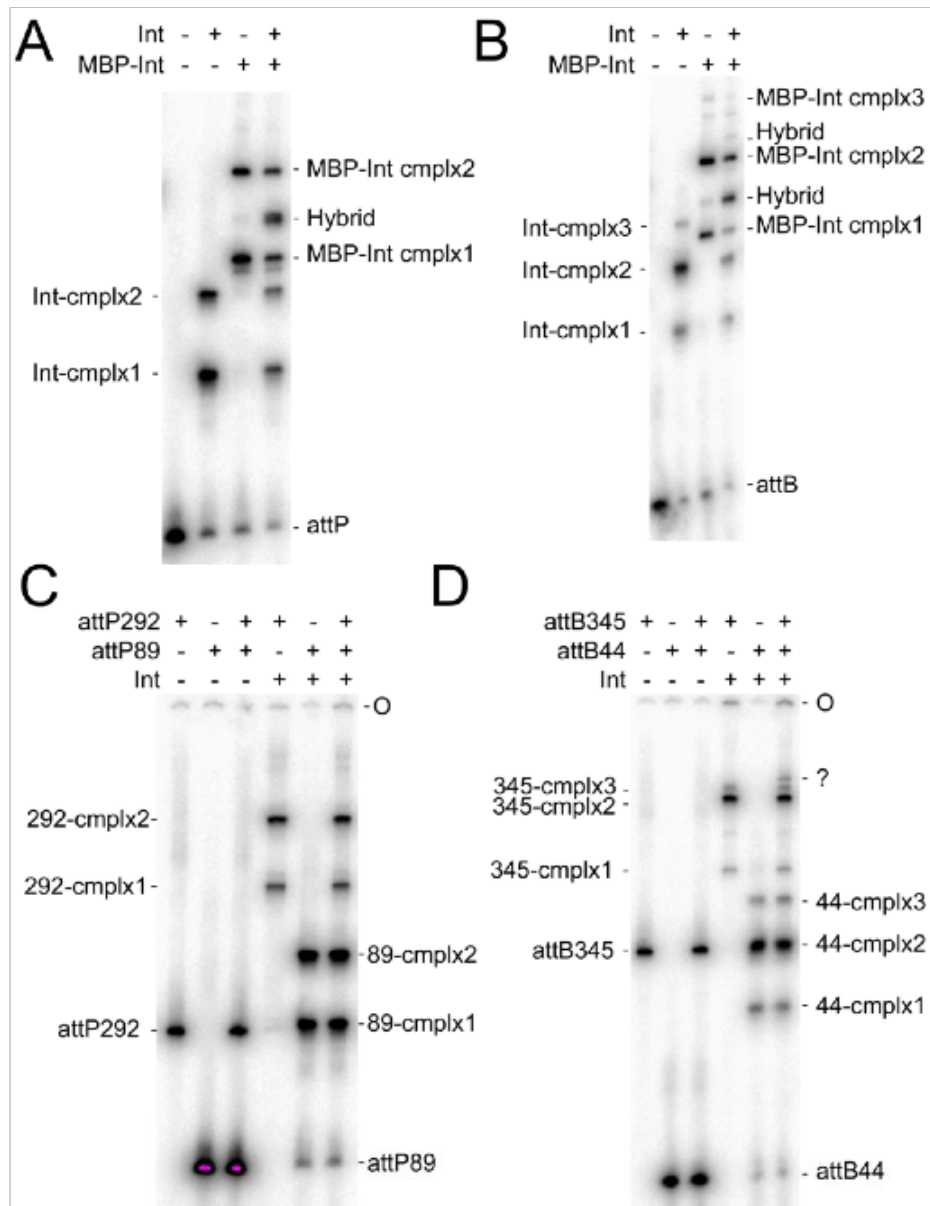 A
Int - + - +
MBP-Int - - + +
MBP-Int cmplx2
Hybrid
MBP-Int cmplx1
Int-cmplx2
Int-cmplx1
attP
B
Int - + - +
MBP-Int - - + +
MBP-Int cmplx3
Hybrid
MBP-Int cmplx2
Hybrid
MBP-Int cmplx1
Int-cmplx3
Int-cmplx2
Int-cmplx1
attB
C
attP292 + - + + - +
attP89 - + + - + +
Int - - - + + +
O
292-cmplx2
292-cmplx1
89-cmplx2
89-cmplx1
attP292
attP89
D
attB345 + - + + - +
attB44 - + + - + +
Int - - - + + +
O
?
345-cmplx3
345-cmplx2
345-cmplx1
44-cmplx3
attB345
44-cmplx2
44-cmplx1
attB44